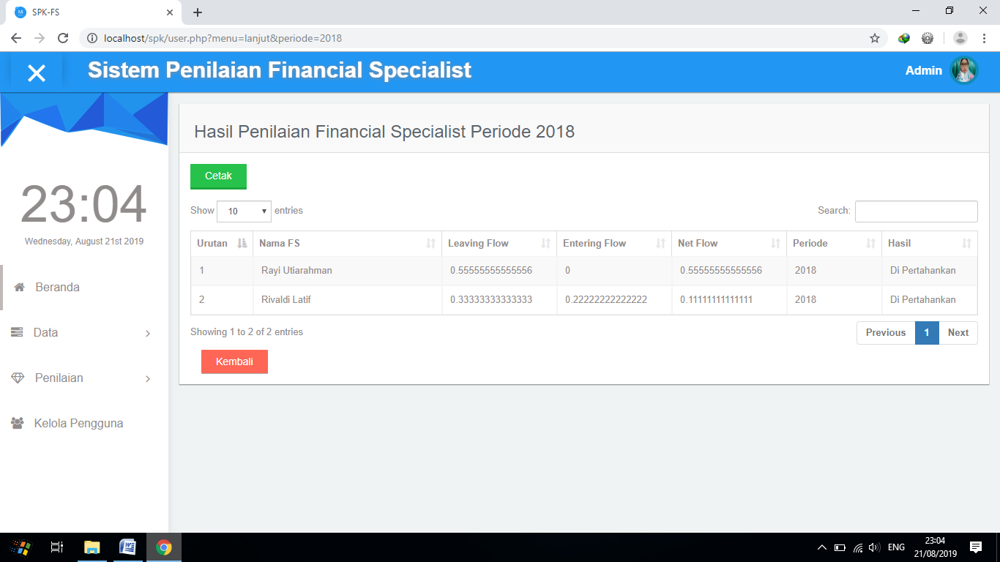 SPK-FS
localhost/spk/user.php?menu=lanjut&periode=2018
Sistem Penilaian Financial Specialist
Admin
23:04
Wednesday, August 21st 2019
Beranda
Data
Penilaian
Kelola Pengguna
Hasil Penilaian Financial Specialist Periode 2018
Cetak
Show 10 entries
Search:
Urutan Nama FS Leaving Flow Entering Flow Net Flow Periode Hasil
1 Rayi Utiarahman 0.55555555555556 0 0.55555555555556 2018 Di Pertahankan
2 Rivaldi Latif 0.33333333333333 0.22222222222222 0.11111111111111 2018 Di Pertahankan
Showing 1 to 2 of 2 entries
Previous 1 Next
Kembali
ENG
23:04
21/08/2019